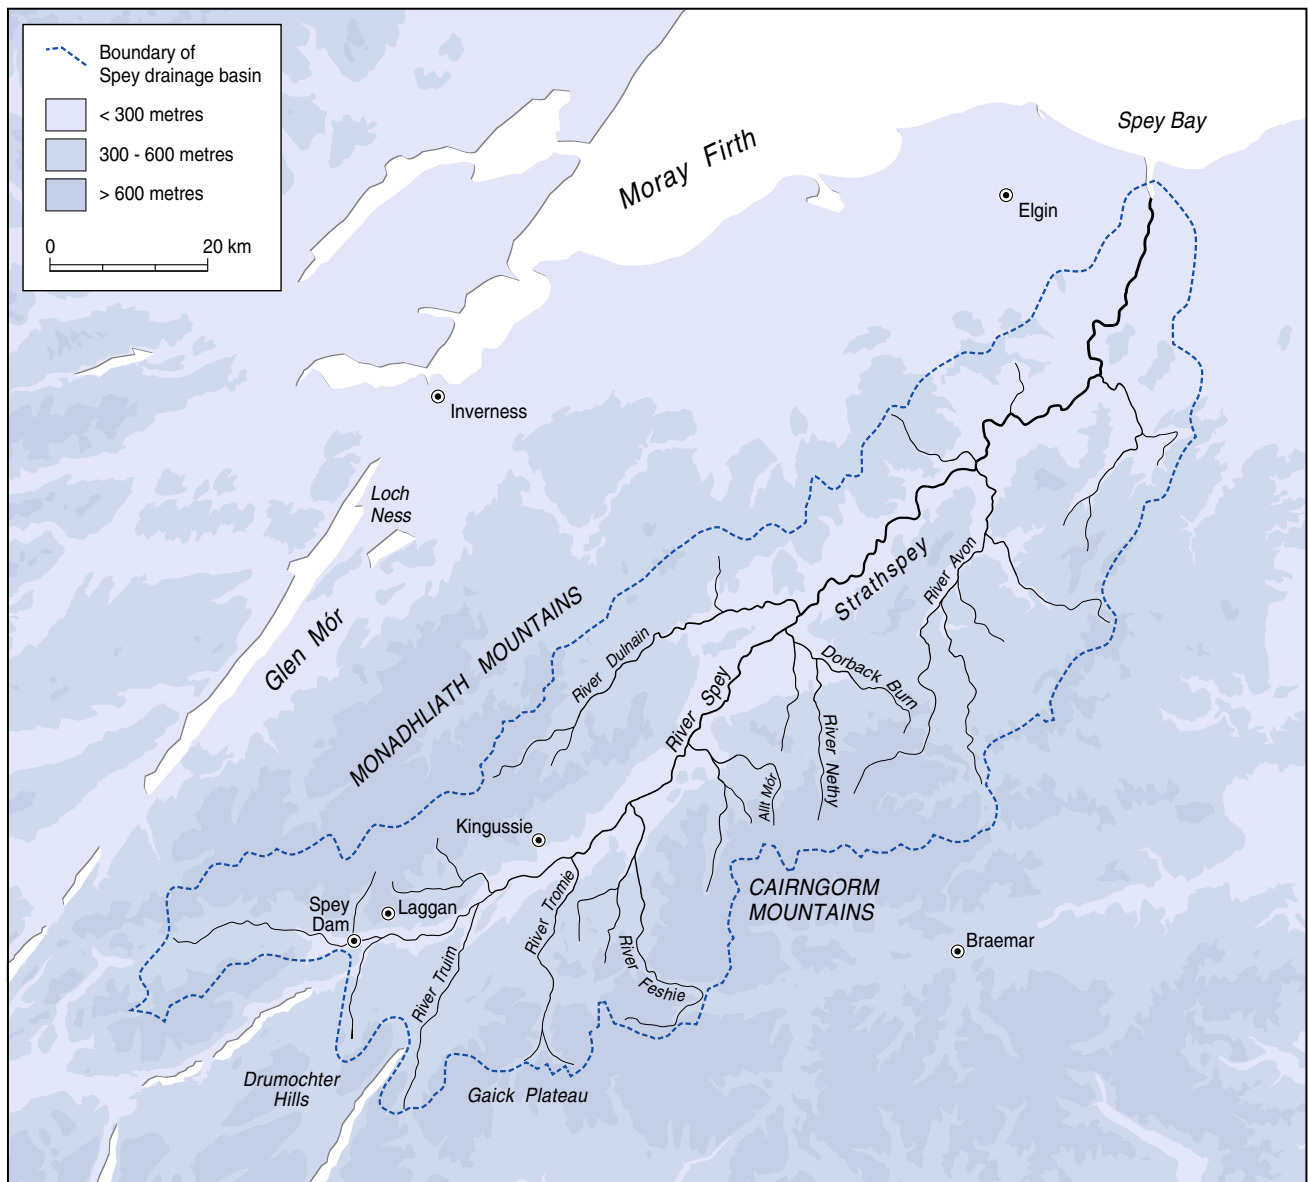 Boundary of
Spey drainage basin
< 300 metres
300 - 600 metres
> 600 metres
0 20 km
Spey Bay
Moray Firth
Elgin
Inverness
Loch
Ness
Glen Mór
MONADHLIATH MOUNTAINS
Strathspey
River Avon
River Dulnain
Dorback Burn
River Spey
River Nethy
Allt Mór
Kingussie
CAIRNGORM
MOUNTAINS
Spey
Dam
Laggan
River Tromie
River Truim
River Feshie
Braemar
Drumochter
Hills
Gaick Plateau